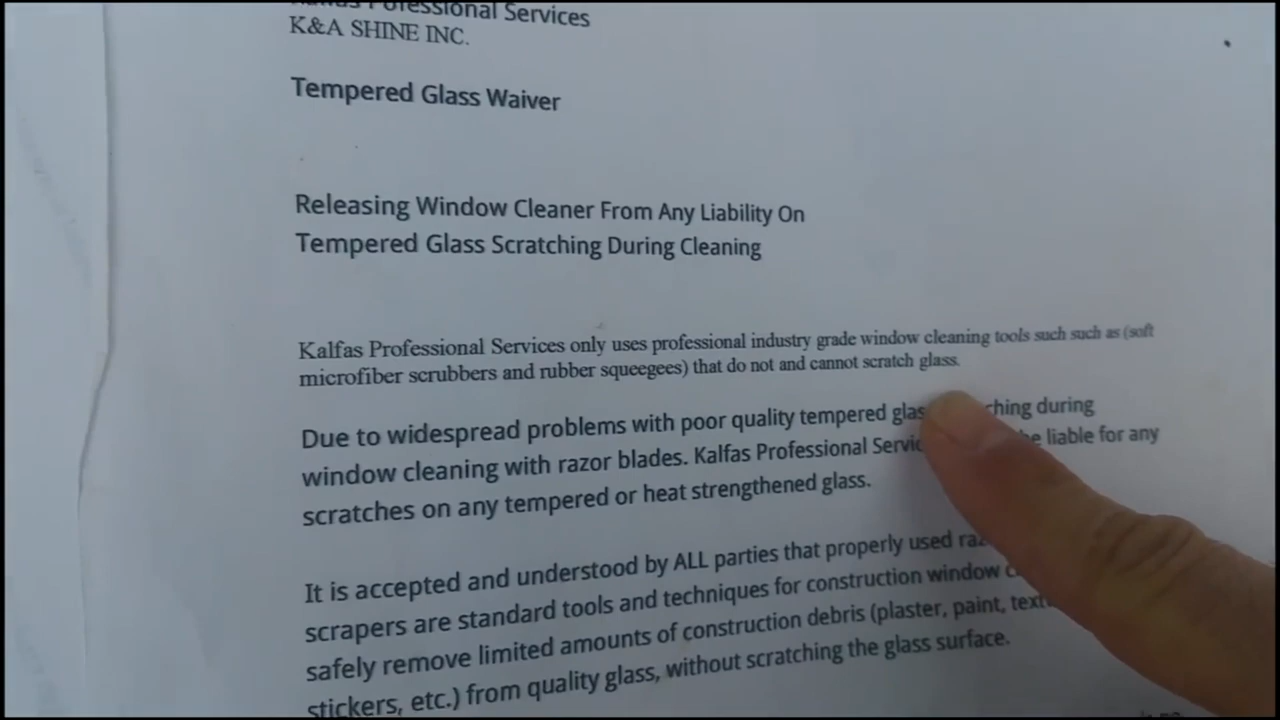 Professional Services
K&A SHINE INC.
Tempered Glass Waiver
Releasing Window Cleaner From Any Liability On
Tempered Glass Scratching During Cleaning
Kalfas Professional Services only uses professional industry grade window cleaning tools such such as (soft
microfiber scrubbers and rubber squeegees) that do not and cannot scratch glass.
Due to widespread problems with poor quality tempered during
window cleaning with razor blades. Kalfas Professional liable for any
scratches on any tempered or heat strengthened glass.
It is accepted and understood by ALL parties that properly used
scrapers are standard tools and techniques for construction window
safely remove limited amounts of construction debris (plaster, paint,
stickers, etc.) from quality glass, without scratching the glass surface.